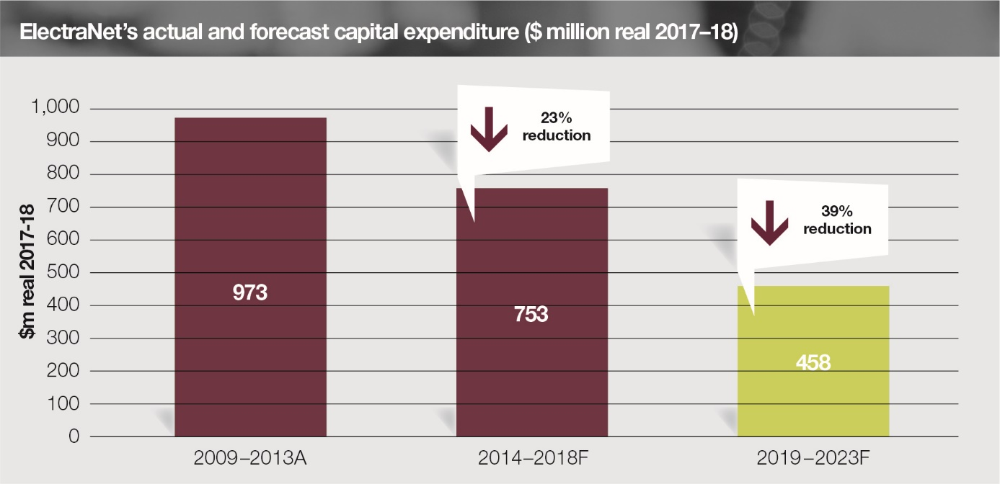 ElectraNet's actual and forecast capital expenditure ($ million real 2017–18)
$m real 2017-18
1,000
900
800
700
600
500
400
300
200
100
0
23%
reduction
39%
reduction
973
753
458
2009–2013A
2014–2018F
2019–2023F